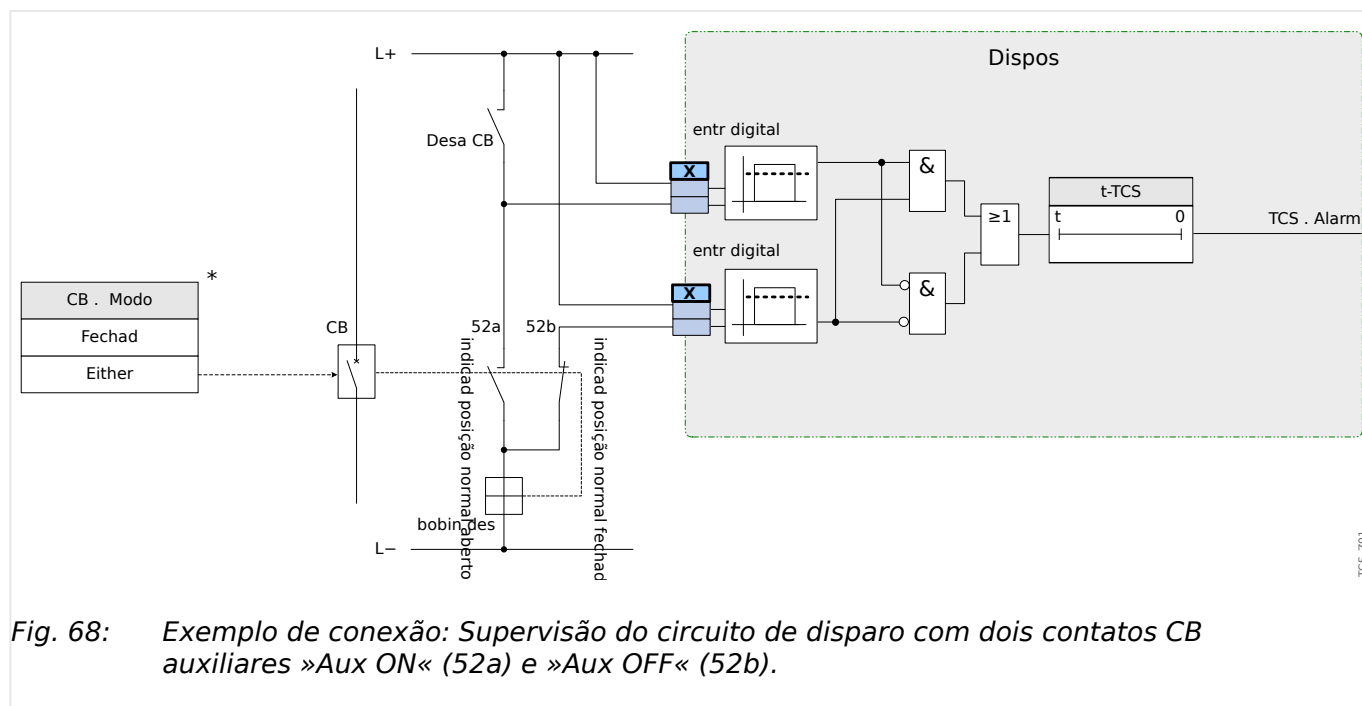 L+
Dispos
entr digital
Desa CB
X
&
t-TCS
t
0
≥1
TCS . Alarm
entr digital
*
CB . Modo
Fechad
Either
X
&
CB
52a
52b
indicad posição normal aberto
indicad posição normal fechad
bobin des
L−
Fig. 68: Exemplo de conexão: Supervisão do circuito de disparo com dois contatos CB
auxiliares »Aux ON« (52a) e »Aux OFF« (52b).